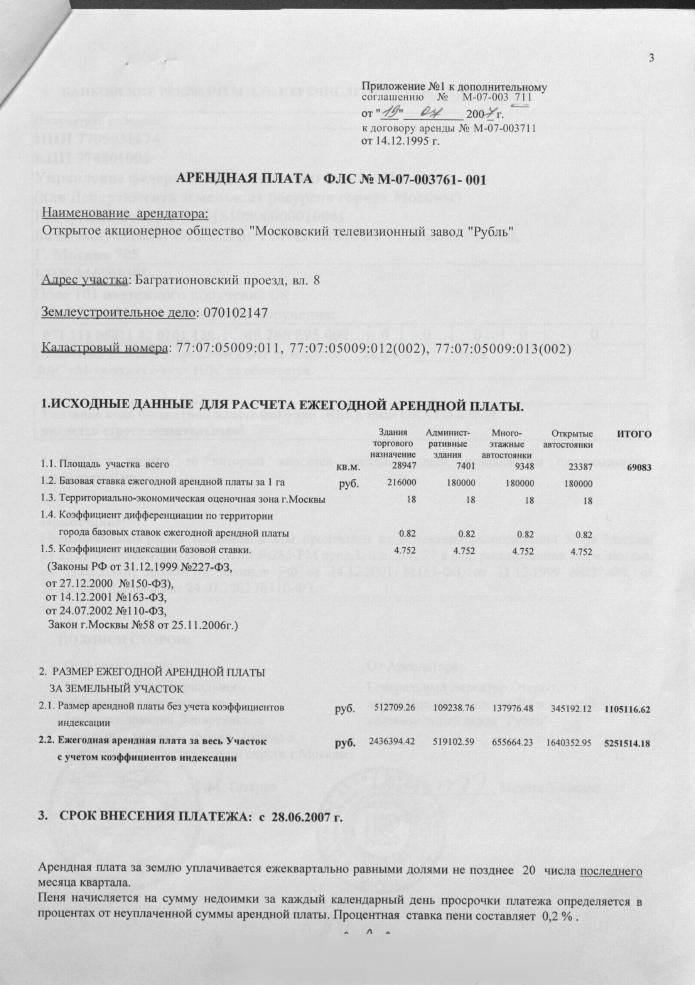 3
Приложение №1 к дополнительному
соглашению № М-07-003 711
от "19" 07 2007 г.
к договору аренды № М-07-003711
от 14.12.1995 г.
АРЕНДНАЯ ПЛАТА ФЛС № М-07-003761- 001
Наименование арендатора:
Открытое акционерное общество "Московский телевизионный завод "Рубль"
Адрес участка: Багратионовский проезд, вл. 8
Землеустроительное дело: 070102147
Каластровый номера: 77:07:05009:011, 77:07:05009:012(002), 77:07:05009:013(002)
1.ИСХОДНЫЕ ДАННЫЕ ДЛЯ РАСЧЕТА ЕЖЕГОДНОЙ АРЕНДНОЙ ПЛАТЫ.
Здания Админист- Много- Открытые ИТОГО
торгового ративные этажные автостоянки
назначение здания автостоянки
1.1. Площадь участка всего кв.м. 28947 7401 9348 23387 69083
1.2. Базовая ставка ежегодной арендной платы за 1 га руб. 216000 180000 180000 180000
1.3. Территориально-экономическая оценочная зона г.Москвы 18 18 18 18
1.4. Коэффициент дифференциации по территории
города базовых ставок ежегодной арендной платы 0.82 0.82 0.82 0.82
1.5. Коэффициент индексации базовой ставки. 4.752 4.752 4.752 4.752
(Законы РФ от 31.12.1999 №227-ФЗ,
от 27.12.2000 №150-ФЗ),
от 14.12.2001 №163-ФЗ,
от 24.07.2002 №110-ФЗ,
Закон г.Москвы №58 от 25.11.2006г.)
2. РАЗМЕР ЕЖЕГОДНОЙ АРЕНДНОЙ ПЛАТЫ
ЗА ЗЕМЕЛЬНЫЙ УЧАСТОК
2.1. Размер арендной платы без учета коэффициентов руб. 512709.26 109238.76 137976.48 345192.12 1105116.62
индексации
2.2. Ежегодная арендная плата за весь Участок руб. 2436394.42 519102.59 655664.23 1640352.95 5251514.18
с учетом коэффициентов индексации
3. СРОК ВНЕСЕНИЯ ПЛАТЕЖА: с 28.06.2007 г.
Арендная плата за землю уплачивается ежеквартально равными долями не позднее 20 числа последнего
месяца квартала.
Пеня начисляется на сумму недоимки за каждый календарный день просрочки платежа определяется в
процентах от неуплаченной суммы арендной платы. Процентная ставка пени составляет 0,2 % .